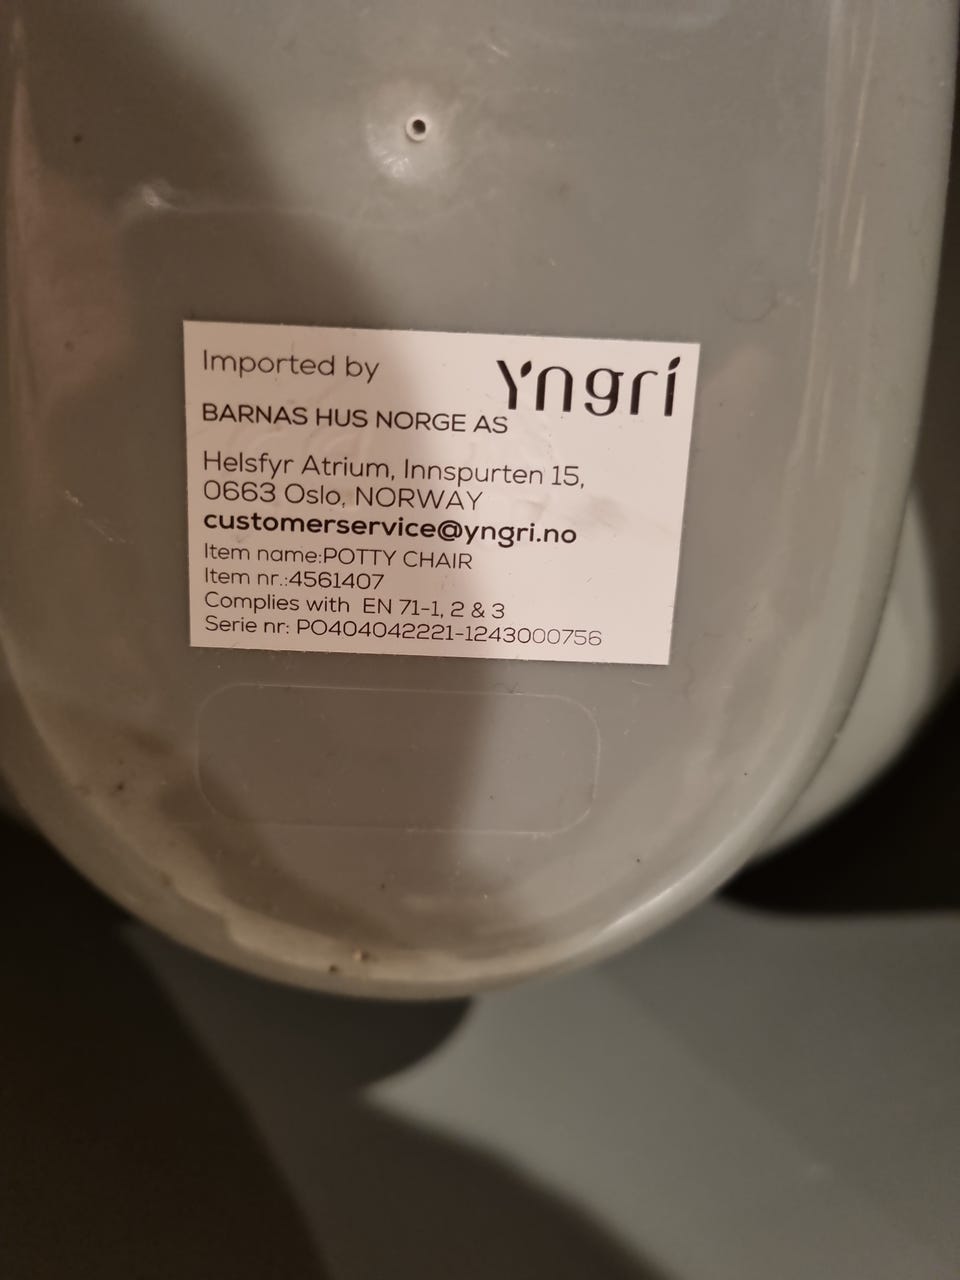 Imported by
Yngri
BARNAS HUS NORGE AS
Helsfyr Atrium, Innspurten 15,
0663 Oslo, NORWAY
customerservice@yngri.no
Item name:POTTY CHAIR
Item nr.:4561407
Complies with EN 71-1, 2 & 3
Serie nr: PO404042221-1243000756